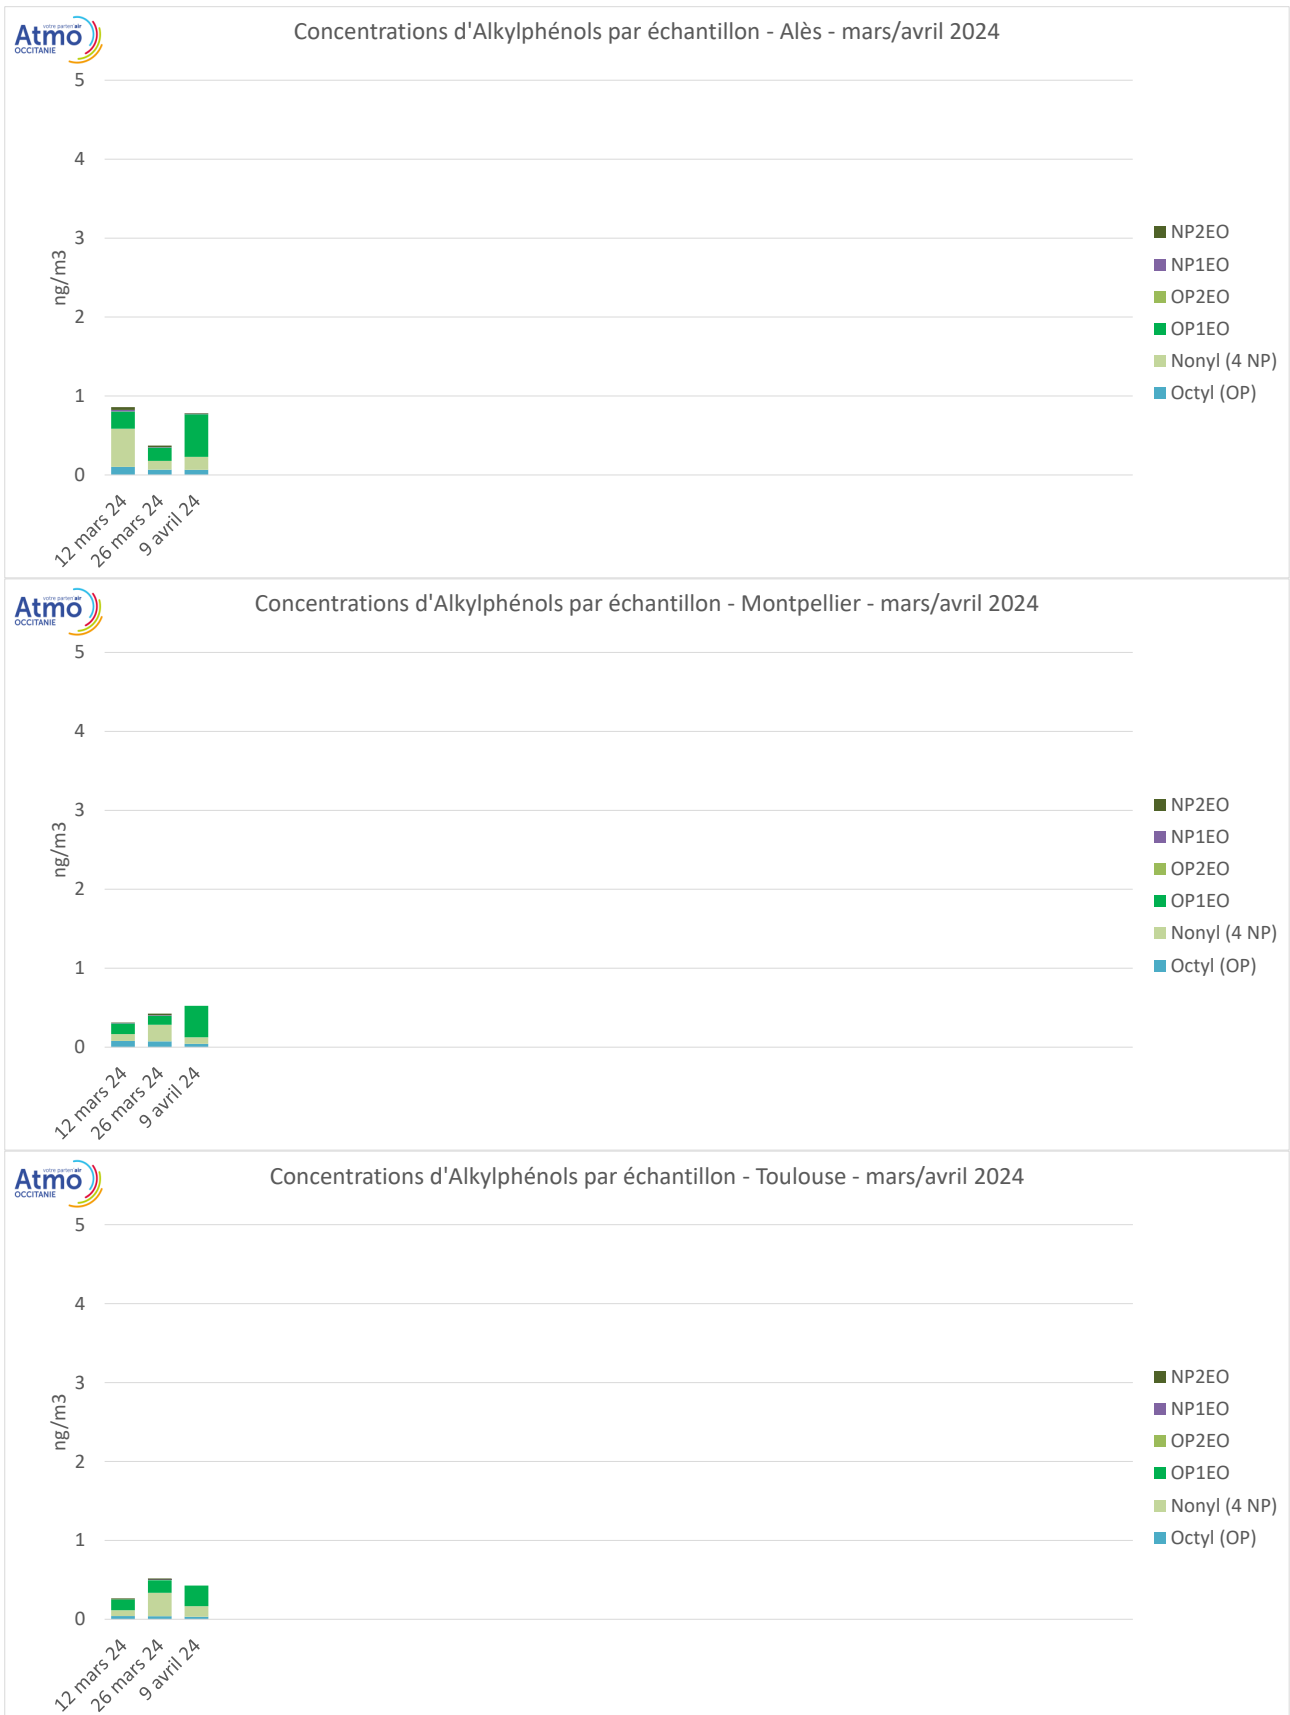 votre parten'air
Atmo
OCCITANIE
Concentrations d'Alkylphénols par échantillon - Alès - mars/avril 2024
5
4
3
2
1
0
ng/m3
12 mars 24
26 mars 24
9 avril 24
NP2EO
NP1EO
OP2EO
OP1EO
Nonyl (4 NP)
Octyl (OP)
votre parten'air
Atmo
OCCITANIE
Concentrations d'Alkylphénols par échantillon - Montpellier - mars/avril 2024
5
4
3
2
1
0
ng/m3
12 mars 24
26 mars 24
9 avril 24
NP2EO
NP1EO
OP2EO
OP1EO
Nonyl (4 NP)
Octyl (OP)
votre parten'air
Atmo
OCCITANIE
Concentrations d'Alkylphénols par échantillon - Toulouse - mars/avril 2024
5
4
3
2
1
0
ng/m3
12 mars 24
26 mars 24
9 avril 24
NP2EO
NP1EO
OP2EO
OP1EO
Nonyl (4 NP)
Octyl (OP)